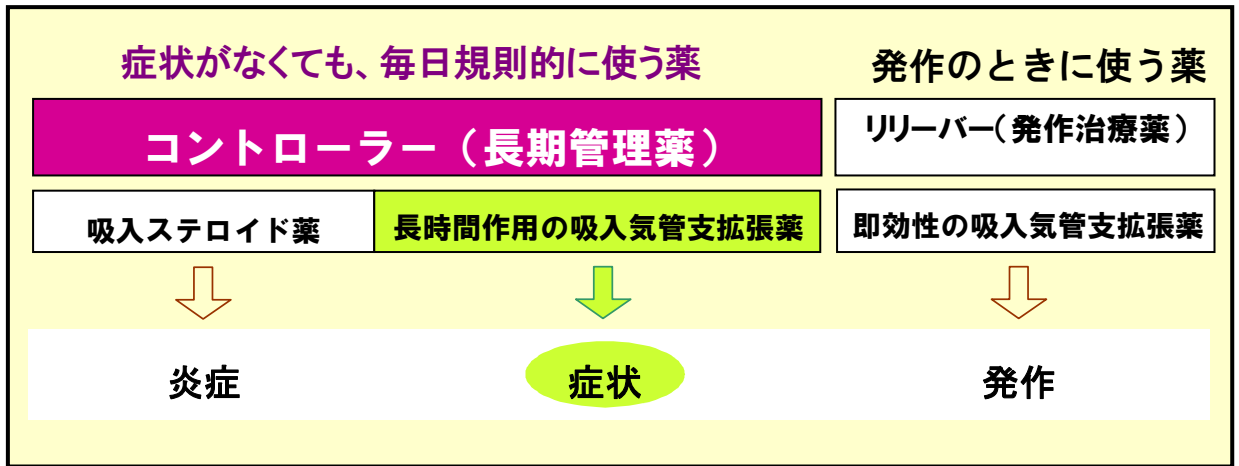 症状がなくても、毎日規則的に使う薬
発作のときに使う薬
コントローラー（長期管理薬）
リリーバー（発作治療薬）
吸入ステロイド薬
長時間作用の吸入気管支拡張薬
即効性の吸入気管支拡張薬
炎症
症状
発作